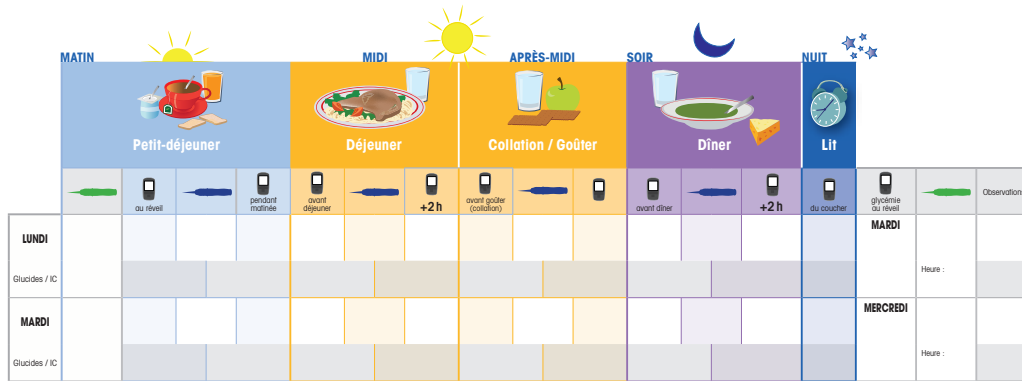 MATIN
MIDI
APRÈS-MIDI
SOIR
NUIT
Petit-déjeuner
Déjeuner
Collation / Goûter
Dîner
Lit
au réveil
pendant
matinée
avant
déjeuner
+2 h
avant goûter
(collation)
avant dîner
+2 h
du coucher
glycémie
au réveil
Observations
LUNDI
MARDI
Glucides / IC
Heure :
MARDI
MERCREDI
Glucides / IC
Heure :